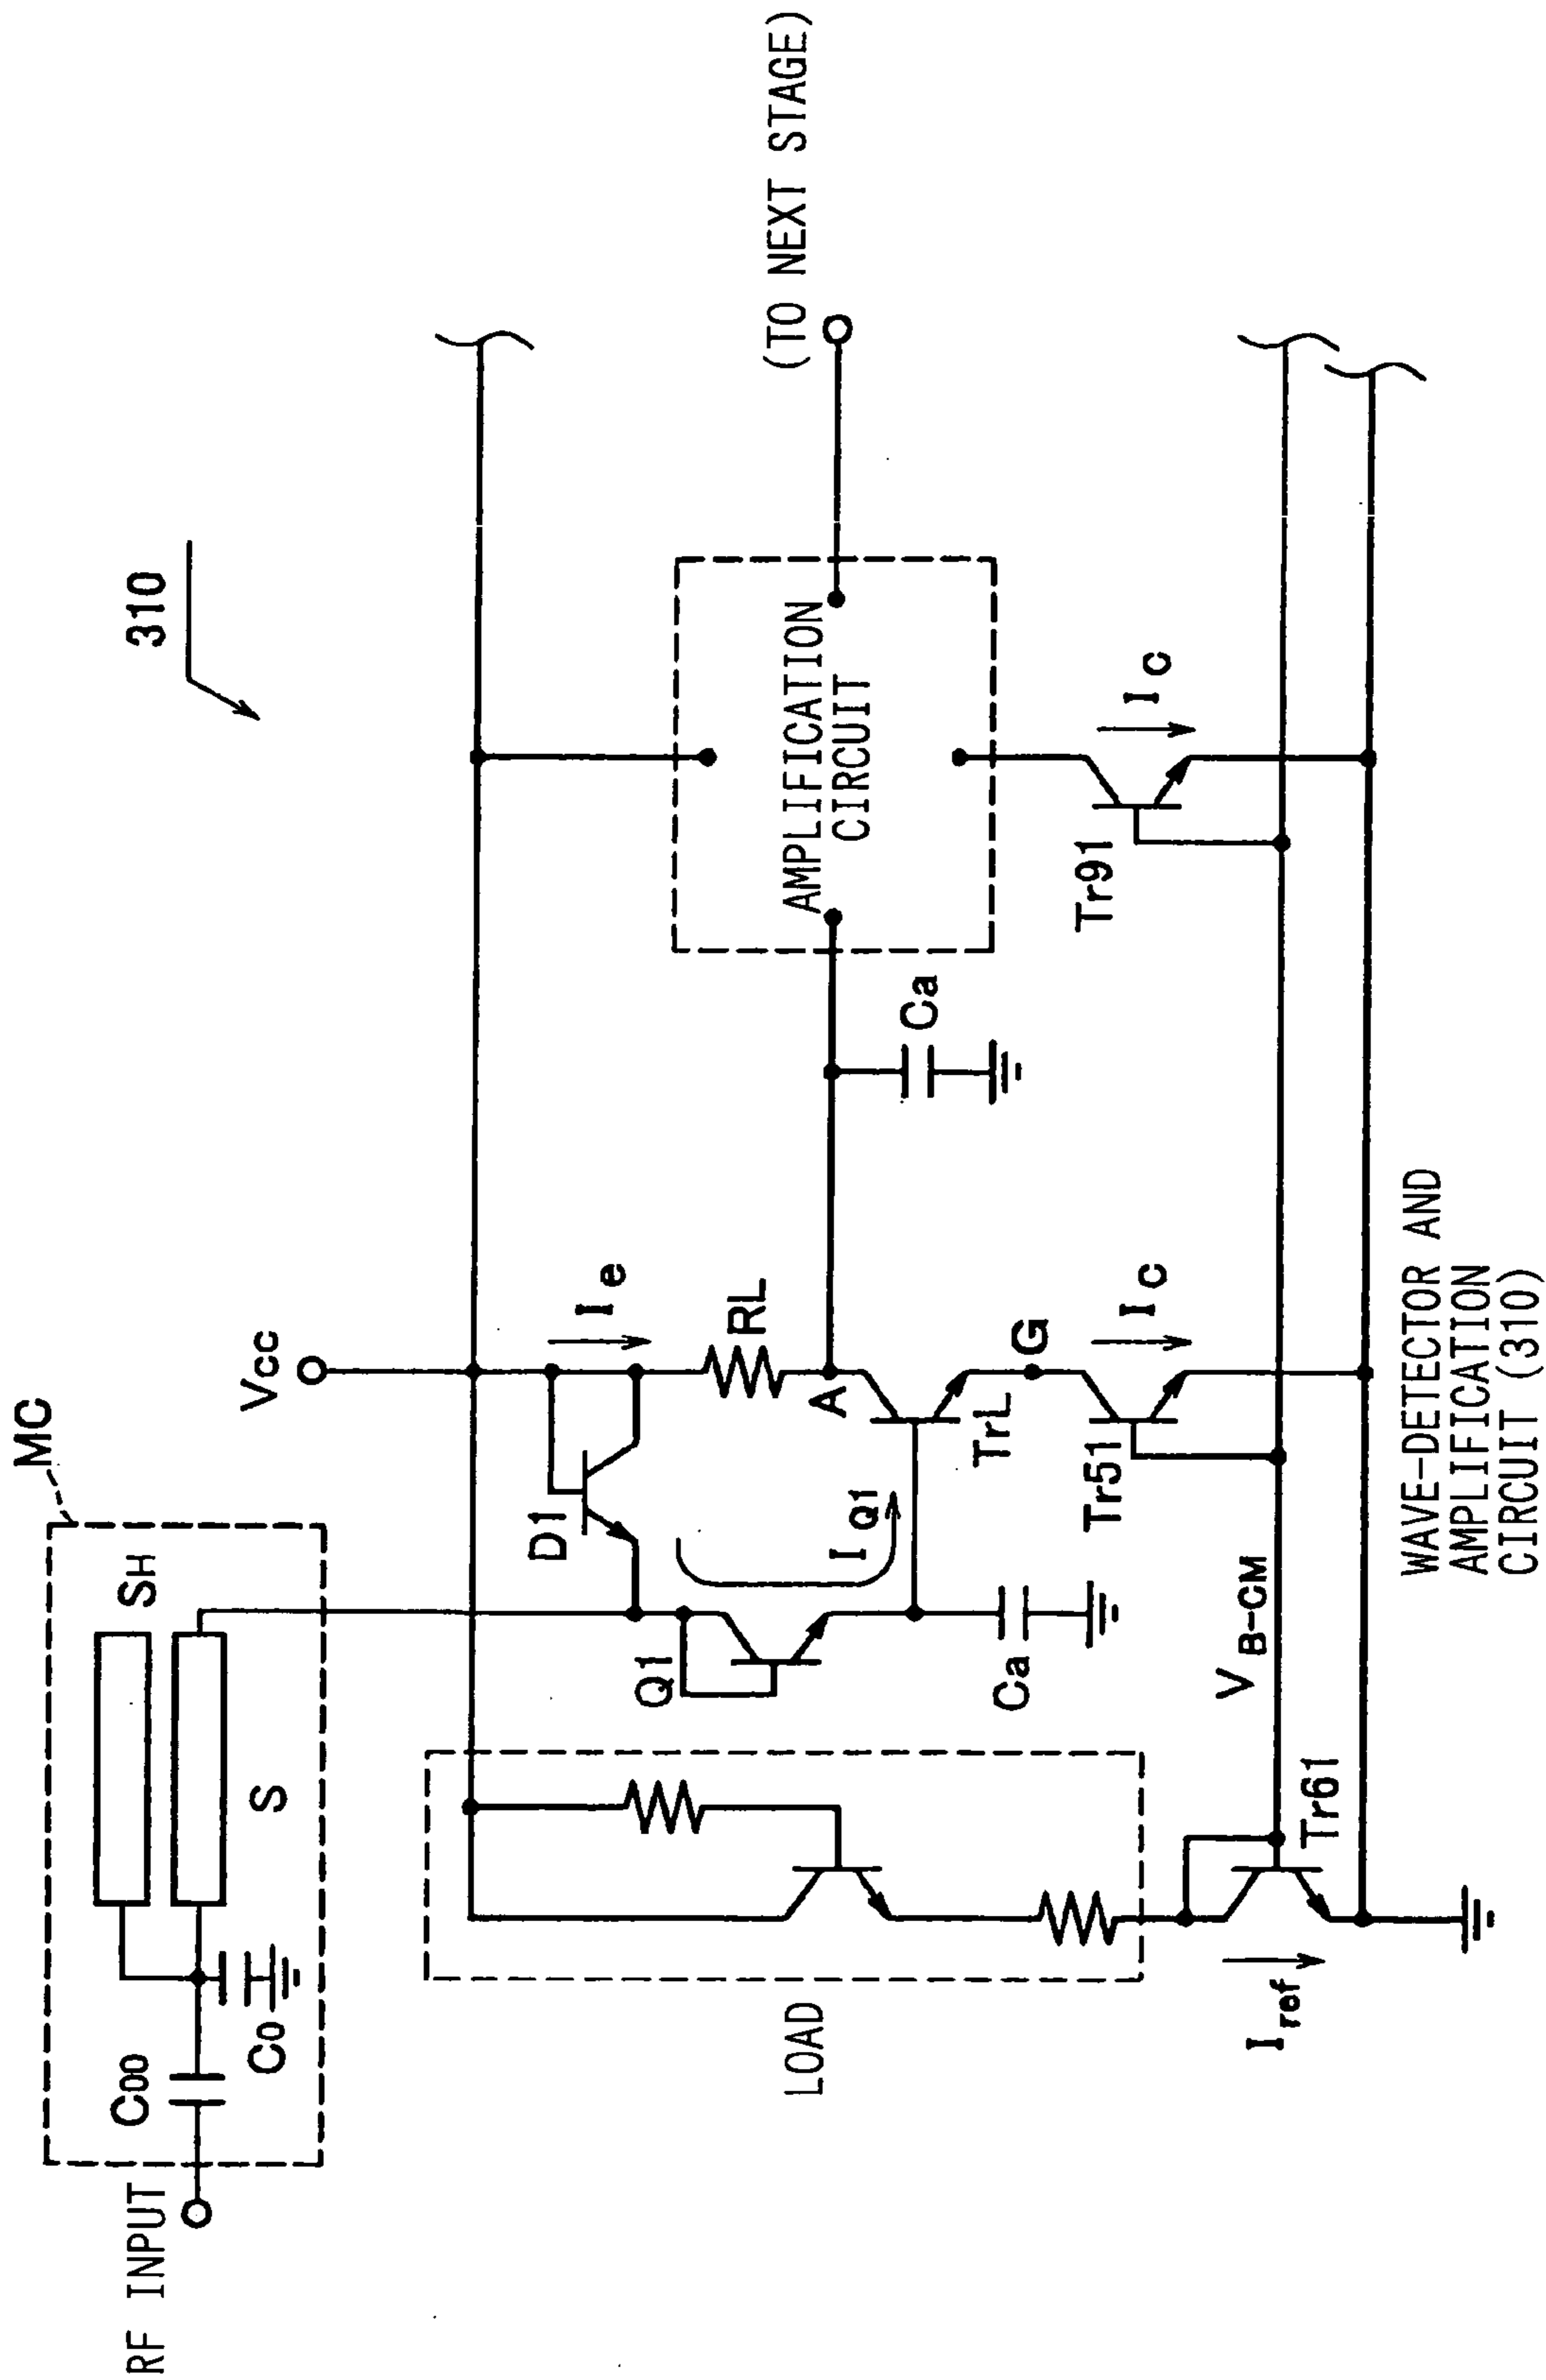 310
MC
SH
S
C00
C0
RF INPUT
Vcc
Ie
D1
RL
A
Q1
IQ1
Ca
TrL
G
Tr51
Ic
Ca
AMPLIFICATION
CIRCUIT
(TO NEXT STAGE)
Tr91
Ic
LOAD
VB-CM
Tr61
Iref
WAVE-DETECTOR AND
AMPLIFICATION
CIRCUIT (310)